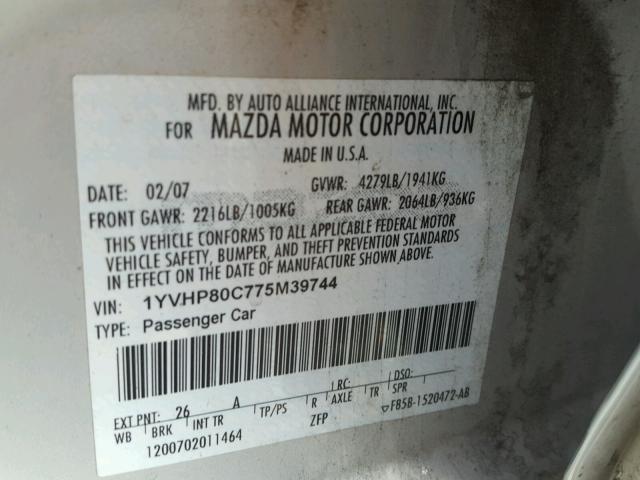 MFD. BY AUTO ALLIANCE INTERNATIONAL, INC.
FOR MAZDA MOTOR CORPORATION
MADE IN U.S.A.
DATE: 02/07 GVWR: 4279LB/1941KG
FRONT GAWR: 2216LB/1005KG REAR GAWR: 2064LB/936KG
THIS VEHICLE CONFORMS TO ALL APPLICABLE FEDERAL MOTOR
VEHICLE SAFETY, BUMPER, AND THEFT PREVENTION STANDARDS
IN EFFECT ON THE DATE OF MANUFACTURE SHOWN ABOVE.
VIN: 1YVHP80C775M39744
TYPE: Passenger Car
EXT PNT: 26 A RC: DSO:
WB BRK INT TR TP/PS R AXLE TR SPR
1200702011464 ZFP F85B-1520472-AB